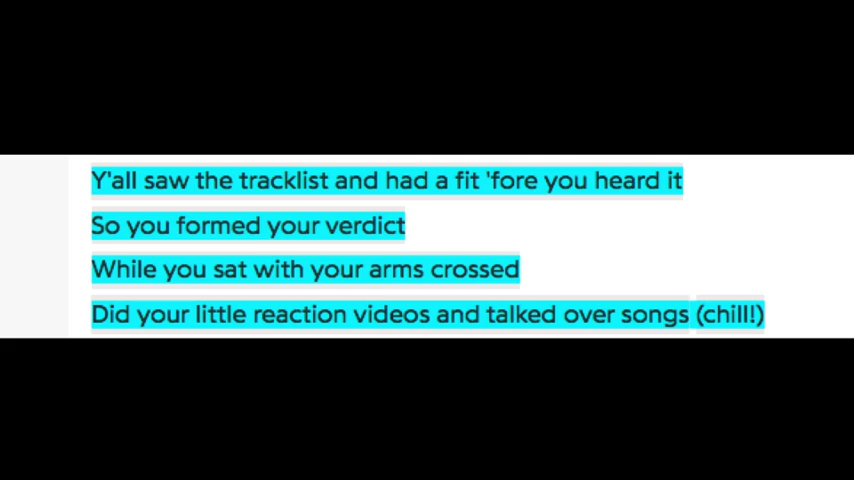 Y'all saw the tracklist and had a fit 'fore you heard it
So you formed your verdict
While you sat with your arms crossed
Did your little reaction videos and talked over songs (chill!)